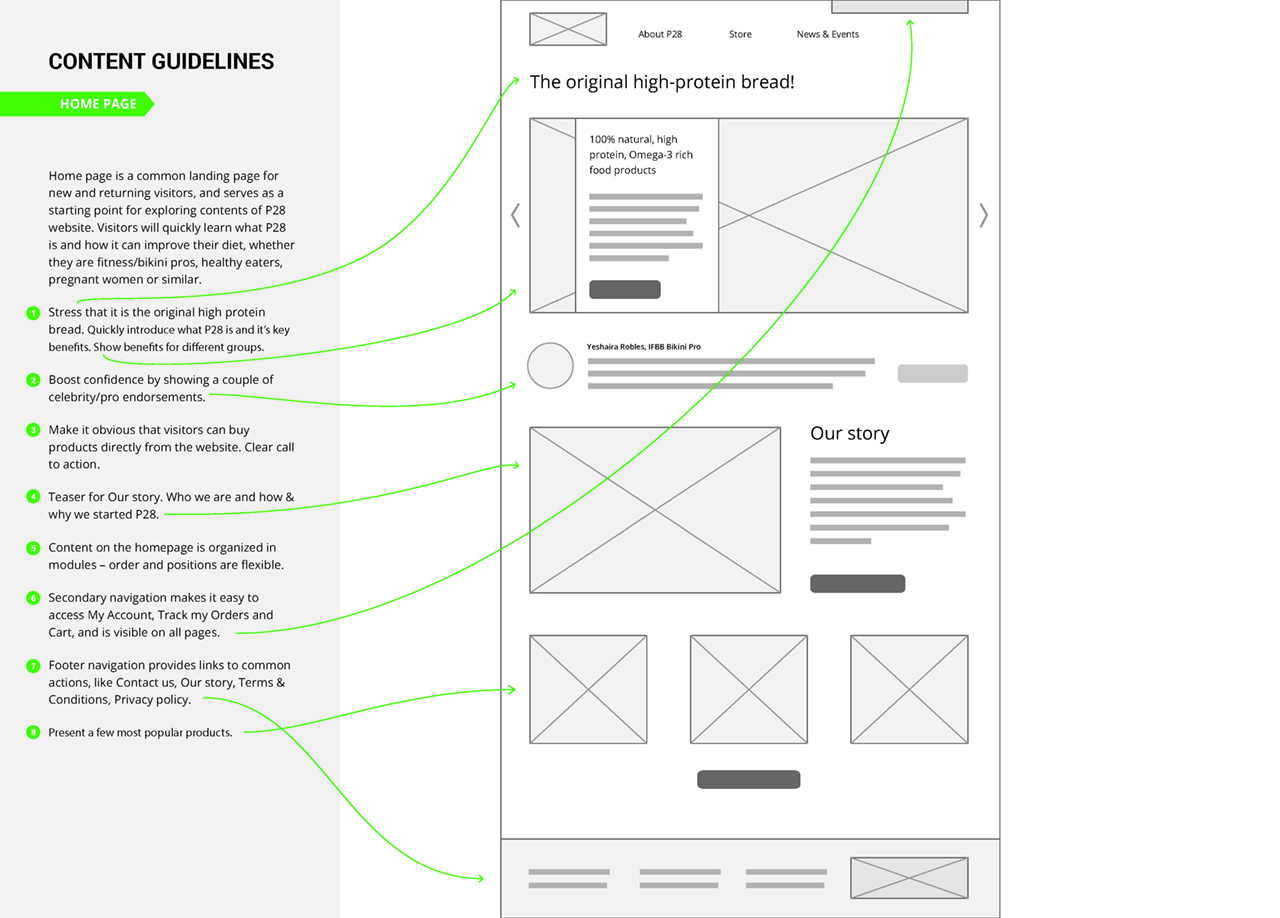 CONTENT GUIDELINES
HOME PAGE
Home page is a common landing page for
new and returning visitors, and serves as a
starting point for exploring contents of P28
website. Visitors will quickly learn what P28
is and how it can improve their diet, whether
they are fitness/bikini pros, healthy eaters,
pregnant women or similar.
1 Stress that it is the original high protein
bread. Quickly introduce what P28 is and it's key
benefits. Show benefits for different groups.
2 Boost confidence by showing a couple of
celebrity/pro endorsements.
3 Make it obvious that visitors can buy
products directly from the website. Clear call
to action.
4 Teaser for Our story. Who we are and how &
why we started P28.
5 Content on the homepage is organized in
modules – order and positions are flexible.
6 Secondary navigation makes it easy to
access My Account, Track my Orders and
Cart, and is visible on all pages.
7 Footer navigation provides links to common
actions, like Contact us, Our story, Terms &
Conditions, Privacy policy.
8 Present a few most popular products.
About P28 Store News & Events
The original high-protein bread!
100% natural, high
protein, Omega-3 rich
food products
Yeshaira Robles, IFBB Bikini Pro
Our story